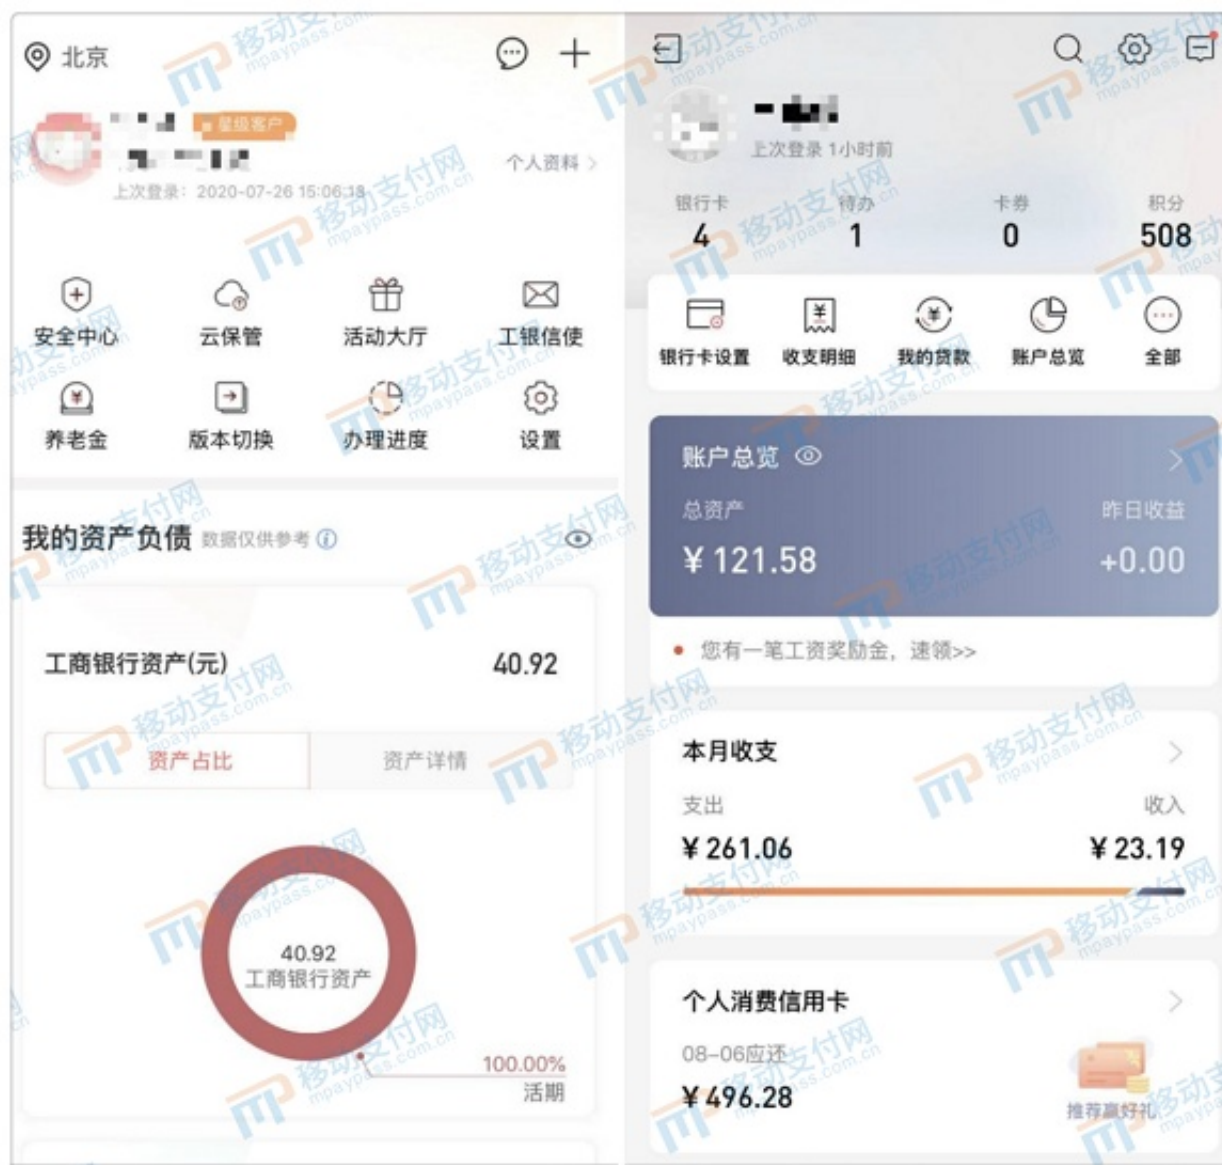 北京
星级客户
上次登录：2020-07-26 15:06:18
个人资料
安全中心 云保管 活动大厅 工银信使
养老金 版本切换 办理进度 设置
我的资产负债 数据仅供参考
工商银行资产(元) 40.92
资产占比 资产详情
40.92
工商银行资产
100.00%
活期
上次登录 1小时前
银行卡 待办 卡券 积分
4 1 0 508
银行卡设置 收支明细 我的贷款 账户总览 全部
账户总览
总资产 昨日收益
¥ 121.58 +0.00
您有一笔工资奖励金，速领>>
本月收支
支出 收入
¥ 261.06 ¥ 23.19
个人消费信用卡
08-06应还
¥ 496.28
推荐赢好礼
移动支付网
mpaypass.com.cn